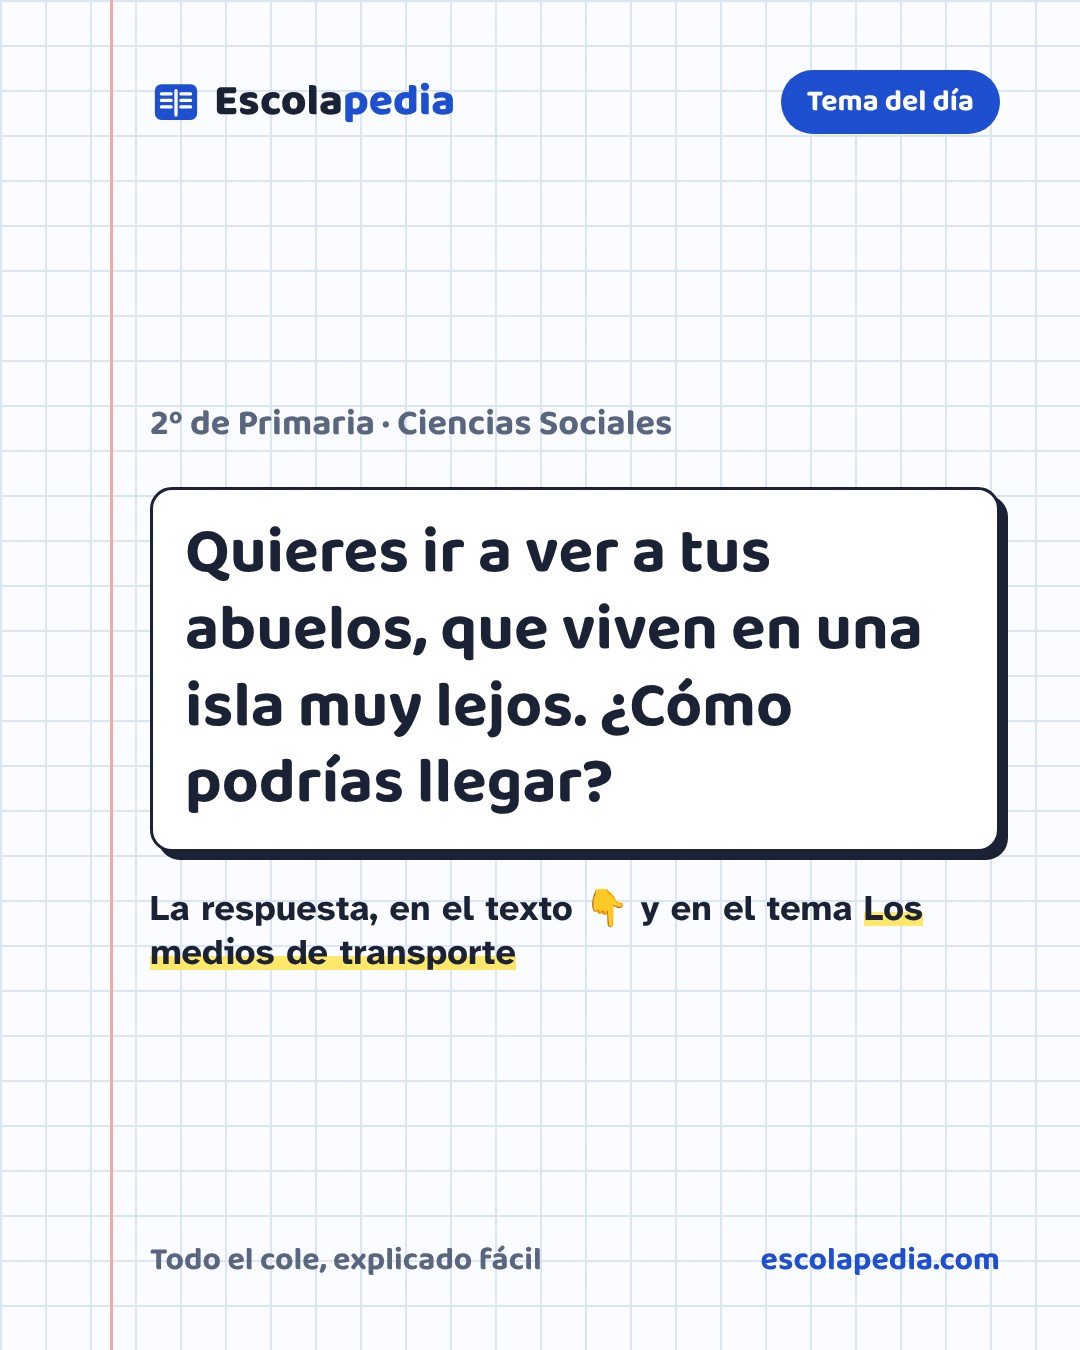 Escolapedia
Tema del día
2º de Primaria · Ciencias Sociales
Quieres ir a ver a tus
abuelos, que viven en una
isla muy lejos. ¿Cómo
podrías llegar?
La respuesta, en el texto 👇 y en el tema Los
medios de transporte
Todo el cole, explicado fácil
escolapedia.com